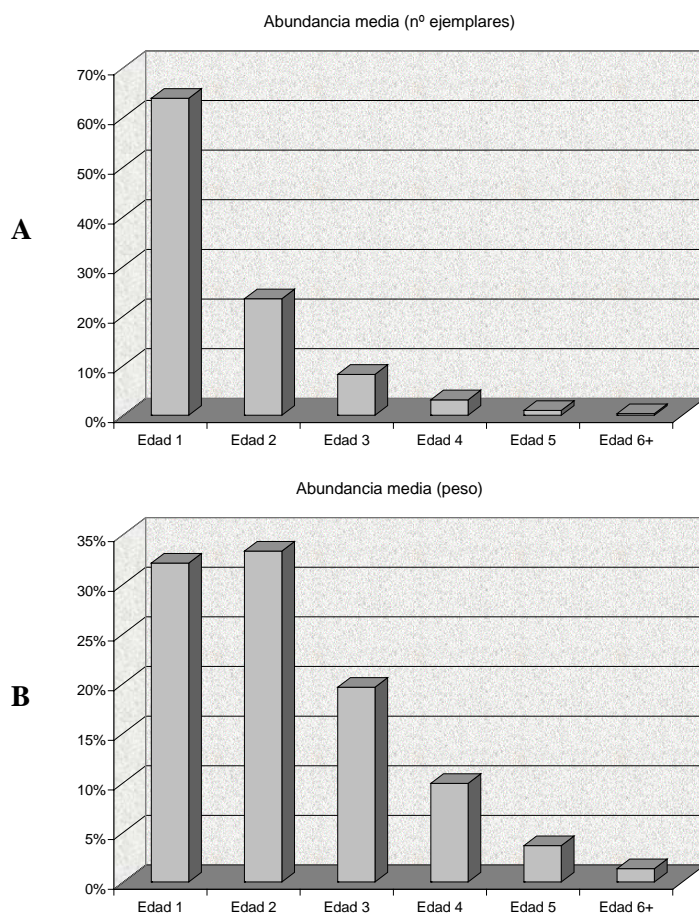 Abundancia media (nº ejemplares)
70%
60%
50%
40%
30%
20%
10%
0%
A
Edad 1 Edad 2 Edad 3 Edad 4 Edad 5 Edad 6+
Abundancia media (peso)
35%
30%
25%
20%
15%
10%
5%
0%
B
Edad 1 Edad 2 Edad 3 Edad 4 Edad 5 Edad 6+